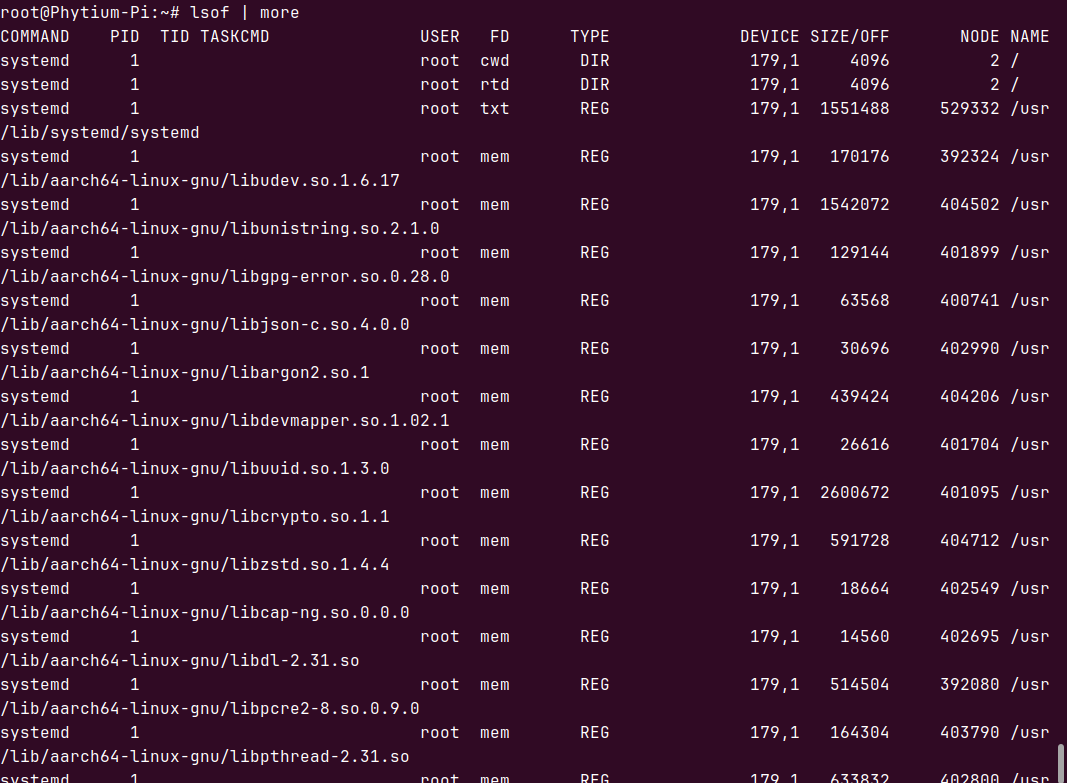 root@Phytium-Pi:~# lsof | more
COMMAND    PID  TID TASKCMD               USER   FD      TYPE             DEVICE SIZE/OFF       NODE NAME
systemd      1                            root  cwd       DIR              179,1     4096          2 /
systemd      1                            root  rtd       DIR              179,1     4096          2 /
systemd      1                            root  txt       REG              179,1  1551488     529332 /usr
/lib/systemd/systemd
systemd      1                            root  mem       REG              179,1   170176     392324 /usr
/lib/aarch64-linux-gnu/libudev.so.1.6.17
systemd      1                            root  mem       REG              179,1  1542072     404502 /usr
/lib/aarch64-linux-gnu/libunistring.so.2.1.0
systemd      1                            root  mem       REG              179,1   129144     401899 /usr
/lib/aarch64-linux-gnu/libgpg-error.so.0.28.0
systemd      1                            root  mem       REG              179,1    63568     400741 /usr
/lib/aarch64-linux-gnu/libjson-c.so.4.0.0
systemd      1                            root  mem       REG              179,1    30696     402990 /usr
/lib/aarch64-linux-gnu/libargon2.so.1
systemd      1                            root  mem       REG              179,1   439424     404206 /usr
/lib/aarch64-linux-gnu/libdevmapper.so.1.02.1
systemd      1                            root  mem       REG              179,1    26616     401704 /usr
/lib/aarch64-linux-gnu/libuuid.so.1.3.0
systemd      1                            root  mem       REG              179,1  2600672     401095 /usr
/lib/aarch64-linux-gnu/libcrypto.so.1.1
systemd      1                            root  mem       REG              179,1   591728     404712 /usr
/lib/aarch64-linux-gnu/libzstd.so.1.4.4
systemd      1                            root  mem       REG              179,1    18664     402549 /usr
/lib/aarch64-linux-gnu/libcap-ng.so.0.0.0
systemd      1                            root  mem       REG              179,1    14560     402695 /usr
/lib/aarch64-linux-gnu/libdl-2.31.so
systemd      1                            root  mem       REG              179,1   514504     392080 /usr
/lib/aarch64-linux-gnu/libpcre2-8.so.0.9.0
systemd      1                            root  mem       REG              179,1   164304     403790 /usr
/lib/aarch64-linux-gnu/libpthread-2.31.so
systemd      1                            root  mem       REG              179,1   633832     402800 /usr